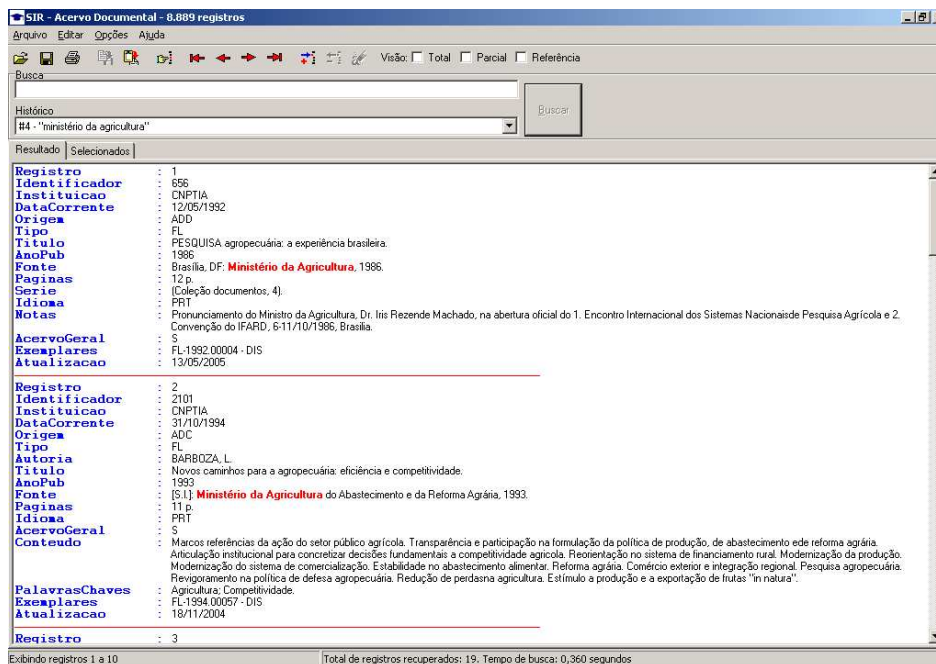 SIR - Acervo Documental - 8.889 registros
Arquivo Editar Opções Ajuda
Visão: Total Parcial Referência
Busca
Histórico
Buscar
#4 - "ministério da agricultura"
Resultado Selecionados
Registro : 1
Identificador : 656
Instituicao : CNPTIA
DataCorrente : 12/05/1992
Origem : ADD
Tipo : FL
Titulo : PESQUISA agropecuária: a experiência brasileira.
AnoPub : 1986
Fonte : Brasília, DF: Ministério da Agricultura, 1986.
Paginas : 12 p.
Serie : (Coleção documentos, 4).
Idioma : PRT
Notas : Pronunciamento do Ministro da Agricultura, Dr. Iris Rezende Machado, na abertura oficial do 1. Encontro Internacional dos Sistemas Nacionaisde Pesquisa Agrícola e 2.
Convenção do IFARD, 6-11/10/1986, Brasilia.
AcervoGeral : S
Exemplares : FL-1992.00004 - DIS
Atualizacao : 13/05/2005
Registro : 2
Identificador : 2101
Instituicao : CNPTIA
DataCorrente : 31/10/1994
Origem : ADC
Tipo : FL
Autoria : BARBOZA, L.
Titulo : Novos caminhos para a agropecuária: eficiência e competitividade.
AnoPub : 1993
Fonte : [S.l.]: Ministério da Agricultura do Abastecimento e da Reforma Agrária, 1993.
Paginas : 11 p.
Idioma : PRT
AcervoGeral : S
Conteudo : Marcos referências da ação do setor público agrícola. Transparência e participação na formulação da política de produção, de abastecimento ede reforma agrária.
Articulação institucional para concretizar decisões fundamentais a competitividade agricola. Reorientação no sistema de financiamento rural. Modernização da produção.
Modernização do sistema de comercialização. Estabilidade no abastecimento alimentar. Reforma agrária. Comércio exterior e integração regional. Pesquisa agropecuária.
Revigoramento na política de defesa agropecuária. Redução de perdasna agricultura. Estímulo a produção e a exportação de frutas "in natura".
PalavrasChaves : Agricultura; Competitividade.
Exemplares : FL-1994.00057 - DIS
Atualizacao : 18/11/2004
Registro : 3
Exibindo registros 1 a 10 Total de registros recuperados: 19. Tempo de busca: 0,360 segundos